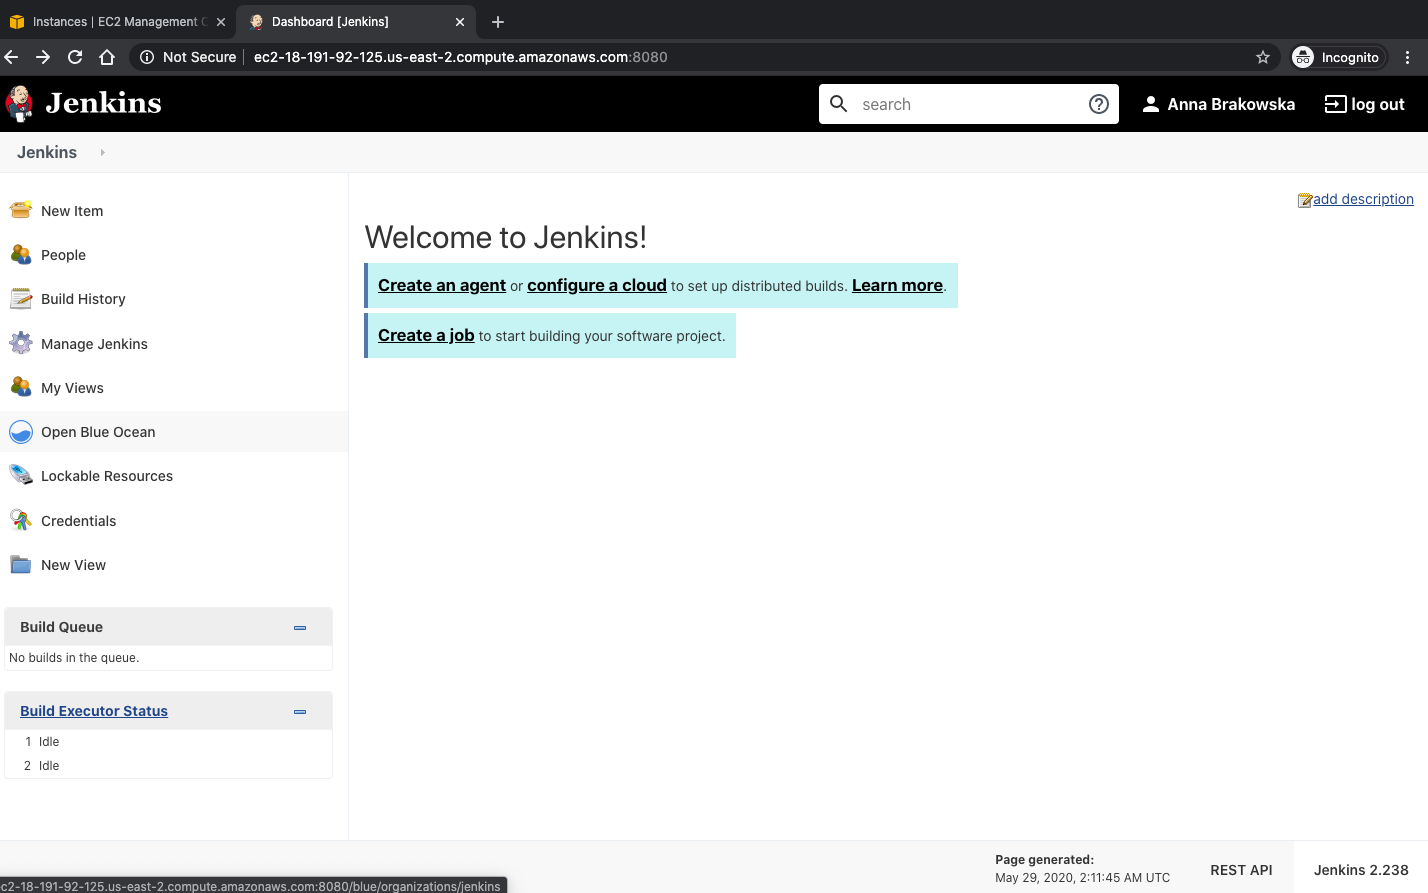 Instances | EC2 Management C
Dashboard [Jenkins]
Not Secure
ec2-18-191-92-125.us-east-2.compute.amazonaws.com:8080
Incognito
Jenkins
search
Anna Brakowska
log out
Jenkins
add description
New Item
People
Build History
Manage Jenkins
My Views
Open Blue Ocean
Lockable Resources
Credentials
New View
Welcome to Jenkins!
Create an agent or configure a cloud to set up distributed builds. Learn more.
Create a job to start building your software project.
Build Queue
No builds in the queue.
Build Executor Status
1 Idle
2 Idle
Page generated:
May 29, 2020, 2:11:45 AM UTC
REST API
Jenkins 2.238
c2-18-191-92-125.us-east-2.compute.amazonaws.com:8080/blue/organizations/jenkins